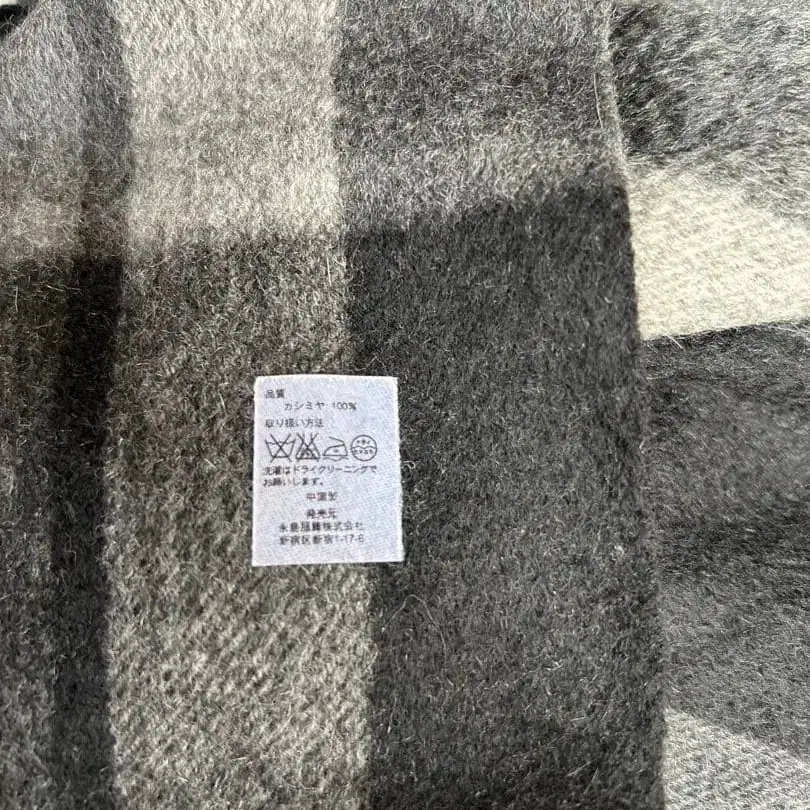 品質
カシミヤ 100%
取り扱い方法
洗濯はドライクリーニングで
お願いします。
中国製
発売元
永島服飾株式会社
新宿区新宿1-17-6